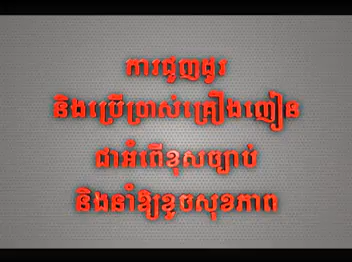 ការជួញដូរ
និងប្រើប្រាស់គ្រឿងញៀន
ជាអំពើខុសច្បាប់
និងនាំឱ្យខូចសុខភាព